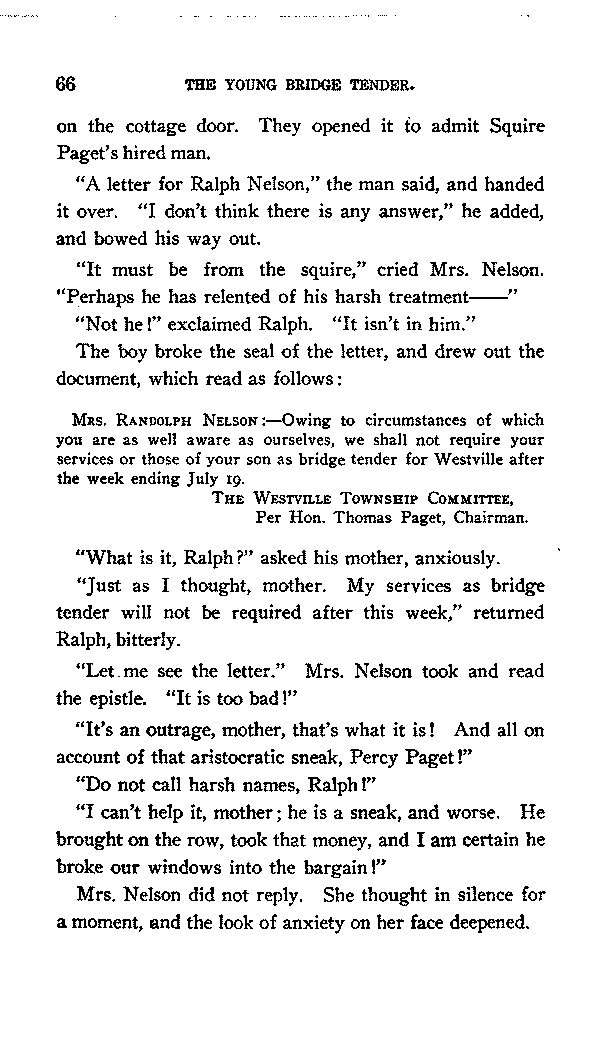 66 THE YOUNG BRIDGE TENDER.
on the cottage door. They opened it to admit Squire
Paget's hired man.
"A letter for Ralph Nelson," the man said, and handed
it over. "I don't think there is any answer," he added,
and bowed his way out.
"It must be from the squire," cried Mrs. Nelson.
"Perhaps he has relented of his harsh treatment——"
"Not he!" exclaimed Ralph. "It isn't in him."
The boy broke the seal of the letter, and drew out the
document, which read as follows:
MRS. RANDOLPH NELSON:—Owing to circumstances of which
you are as well aware as ourselves, we shall not require your
services or those of your son as bridge tender for Westville after
the week ending July 19.
THE WESTVILLE TOWNSHIP COMMITTEE,
Per Hon. Thomas Paget, Chairman.
"What is it, Ralph?" asked his mother, anxiously.
"Just as I thought, mother. My services as bridge
tender will not be required after this week," returned
Ralph, bitterly.
"Let me see the letter." Mrs. Nelson took and read
the epistle. "It is too bad!"
"It's an outrage, mother, that's what it is! And all on
account of that aristocratic sneak, Percy Paget!"
"Do not call harsh names, Ralph!"
"I can't help it, mother; he is a sneak, and worse. He
brought on the row, took that money, and I am certain he
broke our windows into the bargain!"
Mrs. Nelson did not reply. She thought in silence for
a moment, and the look of anxiety on her face deepened.